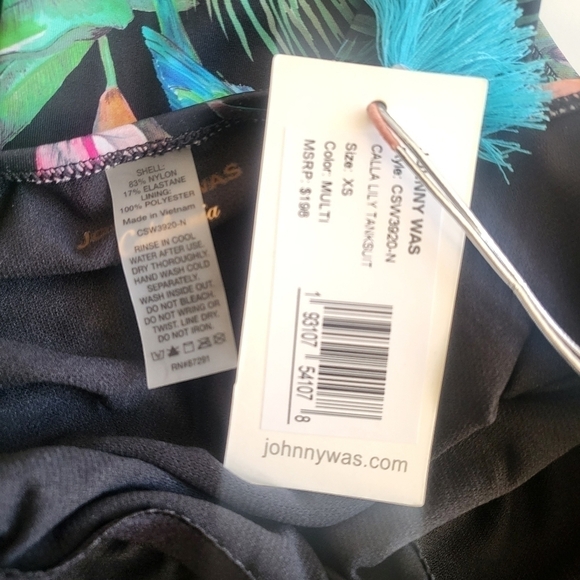 SHELL:
83% NYLON
17% ELASTANE
LINING:
100% POLYESTER
Made in Vietnam
CSW3920-N
RINSE IN COOL
WATER AFTER USE.
DRY THOROUGHLY.
HAND WASH COLD
SEPARATELY.
WASH INSIDE OUT.
DO NOT BLEACH.
DO NOT WRING OR
TWIST. LINE DRY.
DO NOT IRON.
RN#87291
WAS
NNY WAS
Style: CSW3920-N
CALLA LILY TANKSUIT
Size: XS
Color: MULTI
MSRP: $198
1 93107 54107 8
johnnywas.com